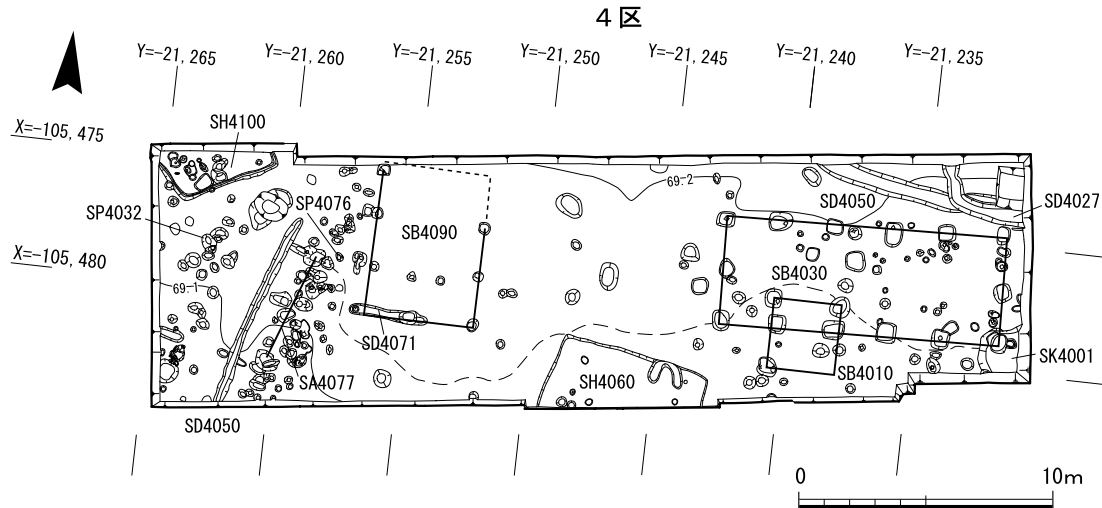 4区
Y=-21, 265
Y=-21, 260
Y=-21, 255
Y=-21, 250
Y=-21, 245
Y=-21, 240
Y=-21, 235
X=-105, 475
SH4100
69.2
SP4032
SP4076
SD4050
SD4027
SB4090
X=-105, 480
SB4030
69.1
SD4071
SK4001
SA4077
SH4060
SB4010
SD4050
0 10m